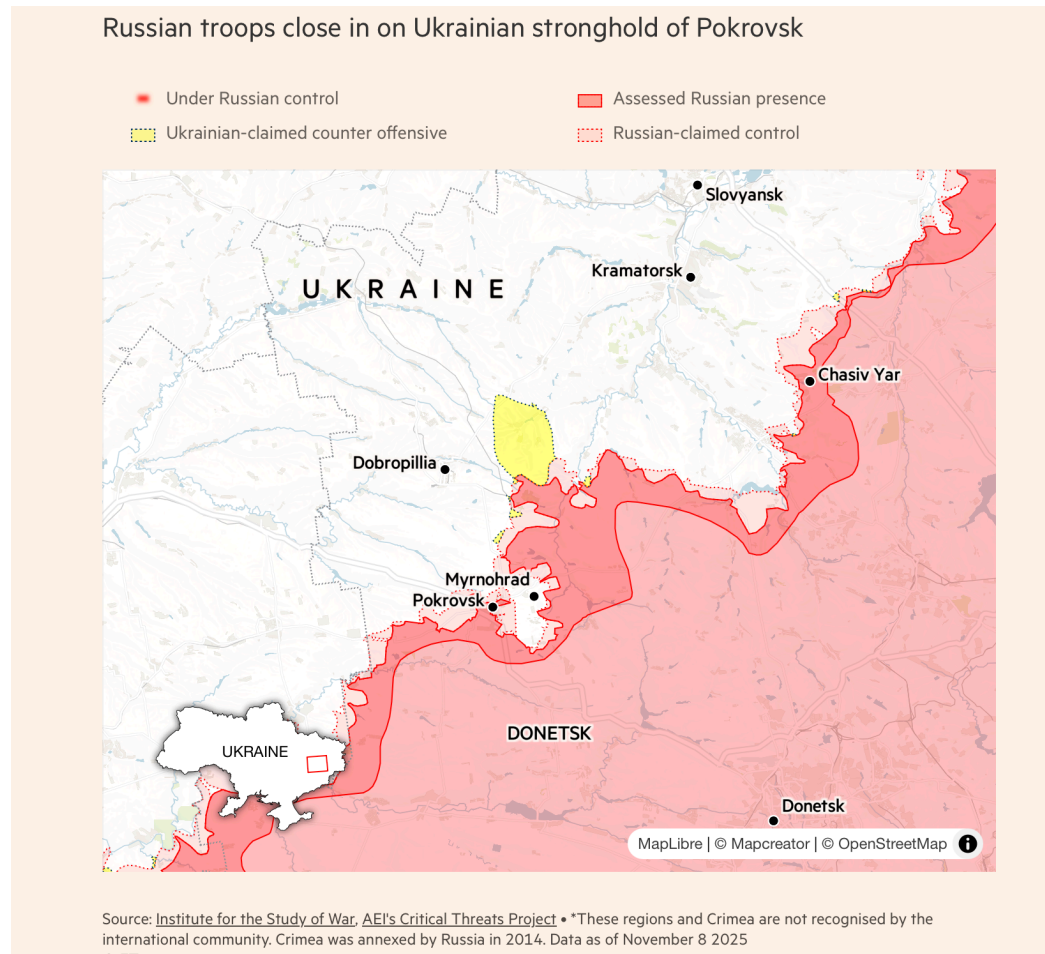 Russian troops close in on Ukrainian stronghold of Pokrovsk
Under Russian control
Assessed Russian presence
Ukrainian-claimed counter offensive
Russian-claimed control
Slovyansk
Kramatorsk
UKRAINE
Chasiv Yar
Dobropillia
Myrnohrad
Pokrovsk
DONETSK
UKRAINE
Donetsk
MapLibre | © Mapcreator | © OpenStreetMap
Source: Institute for the Study of War, AEI's Critical Threats Project • *These regions and Crimea are not recognised by the
international community. Crimea was annexed by Russia in 2014. Data as of November 8 2025